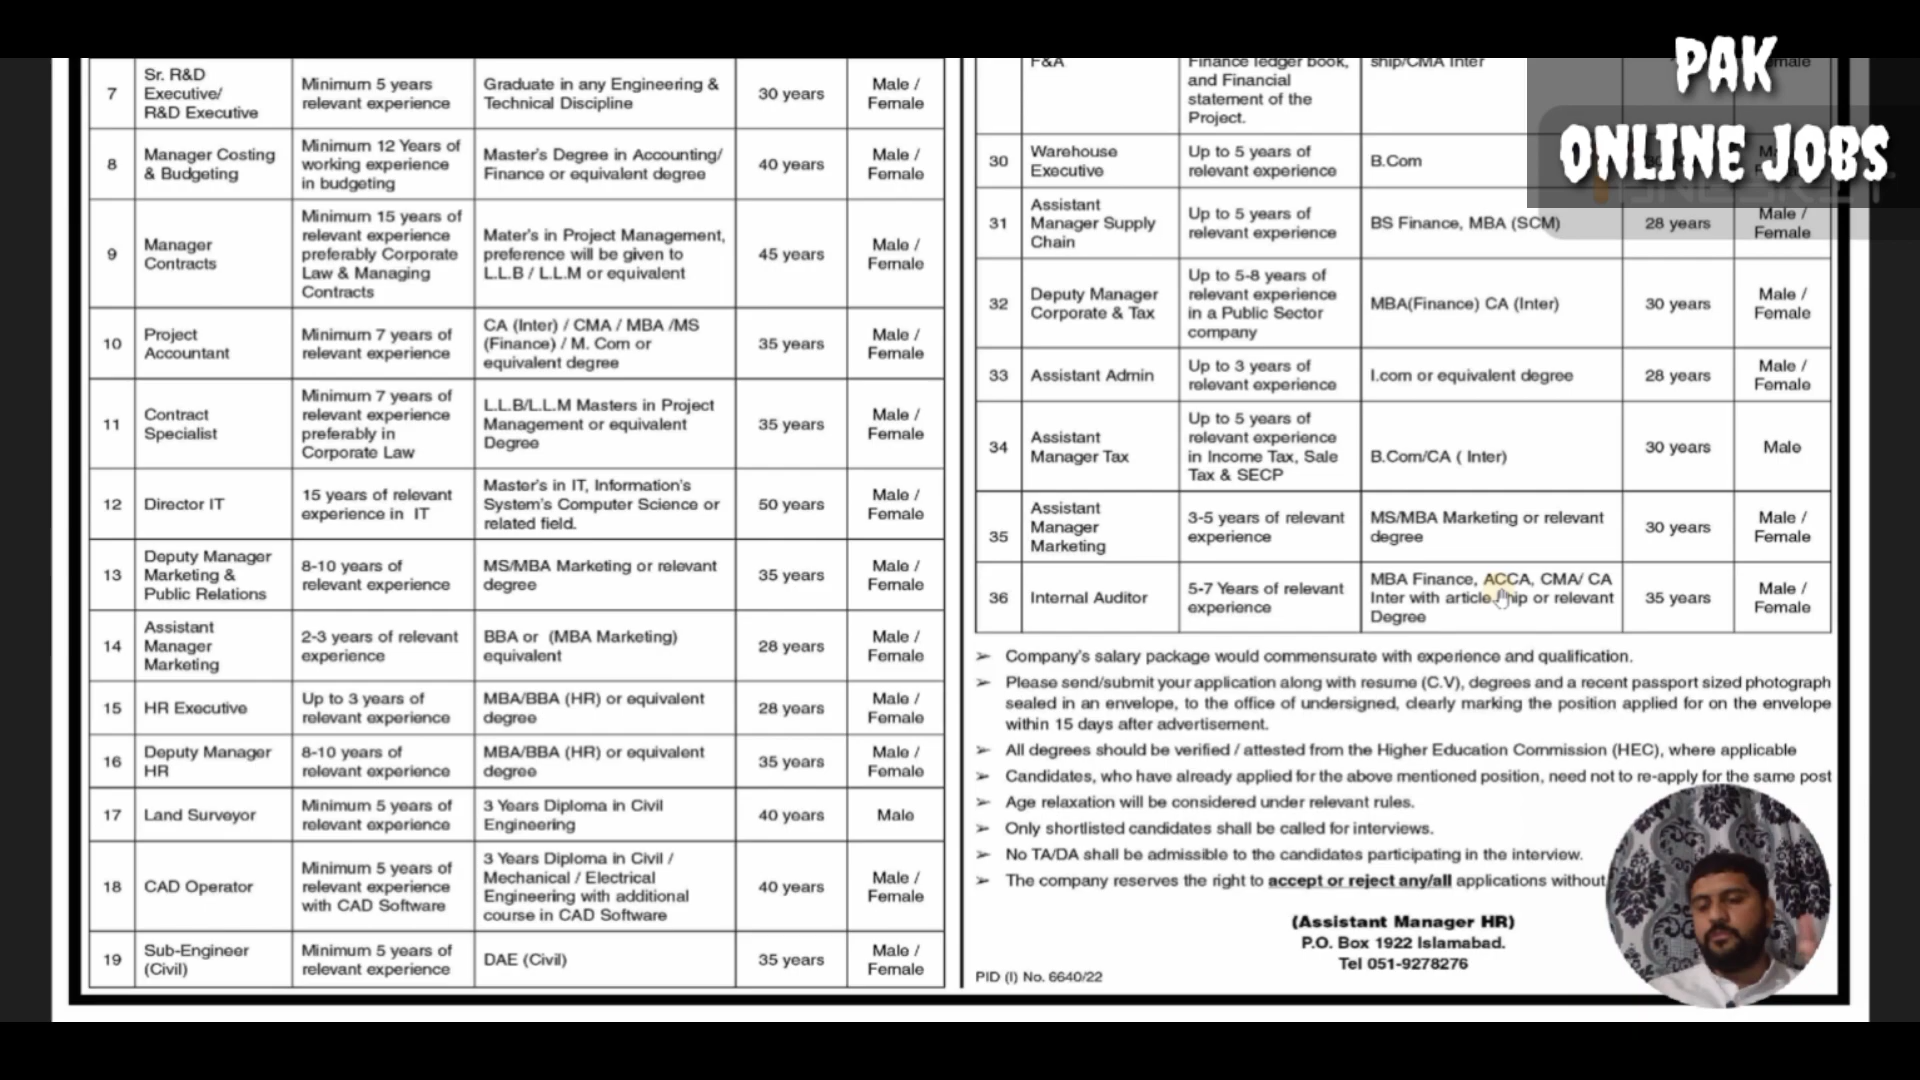 PAK
ONLINE JOBS
7
Sr. R&D
Executive/
R&D Executive
Minimum 5 years
relevant experience
Graduate in any Engineering &
Technical Discipline
30 years
Male /
Female
8
Manager Costing
& Budgeting
Minimum 12 Years of
working experience
in budgeting
Master's Degree in Accounting/
Finance or equivalent degree
40 years
Male /
Female
9
Manager
Contracts
Minimum 15 years of
relevant experience
preferably Corporate
Law & Managing
Contracts
Mater's in Project Management,
preference will be given to
L.L.B / L.L.M or equivalent
45 years
Male /
Female
10
Project
Accountant
Minimum 7 years of
relevant experience
CA (Inter) / CMA / MBA /MS
(Finance) / M. Com or
equivalent degree
35 years
Male /
Female
11
Contract
Specialist
Minimum 7 years of
relevant experience
preferably in
Corporate Law
L.L.B/L.L.M Masters in Project
Management or equivalent
Degree
35 years
Male /
Female
12
Director IT
15 years of relevant
experience in IT
Master's in IT, Information's
System's Computer Science or
related field.
50 years
Male /
Female
13
Deputy Manager
Marketing &
Public Relations
8-10 years of
relevant experience
MS/MBA Marketing or relevant
degree
35 years
Male /
Female
14
Assistant
Manager
Marketing
2-3 years of relevant
experience
BBA or (MBA Marketing)
equivalent
28 years
Male /
Female
15
HR Executive
Up to 3 years of
relevant experience
MBA/BBA (HR) or equivalent
degree
28 years
Male /
Female
16
Deputy Manager
HR
8-10 years of
relevant experience
MBA/BBA (HR) or equivalent
degree
35 years
Male /
Female
17
Land Surveyor
Minimum 5 years of
relevant experience
3 Years Diploma in Civil
Engineering
40 years
Male
18
CAD Operator
Minimum 5 years of
relevant experience
with CAD Software
3 Years Diploma in Civil /
Mechanical / Electrical
Engineering with additional
course in CAD Software
40 years
Male /
Female
19
Sub-Engineer
(Civil)
Minimum 5 years of
relevant experience
DAE (Civil)
35 years
Male /
Female
F&A
Finance ledger book,
and Financial
statement of the
Project.
ship/CMA Inter
30
Warehouse
Executive
Up to 5 years of
relevant experience
B.Com
31
Assistant
Manager Supply
Chain
Up to 5 years of
relevant experience
BS Finance, MBA (SCM)
28 years
Male /
Female
32
Deputy Manager
Corporate & Tax
Up to 5-8 years of
relevant experience
in a Public Sector
company
MBA(Finance) CA (Inter)
30 years
Male /
Female
33
Assistant Admin
Up to 3 years of
relevant experience
I.com or equivalent degree
28 years
Male /
Female
34
Assistant
Manager Tax
Up to 5 years of
relevant experience
in Income Tax, Sale
Tax & SECP
B.Com/CA ( Inter)
30 years
Male
35
Assistant
Manager
Marketing
3-5 years of relevant
experience
MS/MBA Marketing or relevant
degree
30 years
Male /
Female
36
Internal Auditor
5-7 Years of relevant
experience
MBA Finance, ACCA, CMA/ CA
Inter with article ship or relevant
Degree
35 years
Male /
Female
➢ Company's salary package would commensurate with experience and qualification.
➢ Please send/submit your application along with resume (C.V), degrees and a recent passport sized photograph
sealed in an envelope, to the office of undersigned, clearly marking the position applied for on the envelope
within 15 days after advertisement.
➢ All degrees should be verified / attested from the Higher Education Commission (HEC), where applicable
➢ Candidates, who have already applied for the above mentioned position, need not to re-apply for the same post
➢ Age relaxation will be considered under relevant rules.
➢ Only shortlisted candidates shall be called for interviews.
➢ No TA/DA shall be admissible to the candidates participating in the interview.
➢ The company reserves the right to accept or reject any/all applications without
(Assistant Manager HR)
P.O. Box 1922 Islamabad.
Tel 051-9278276
PID (I) No. 6640/22